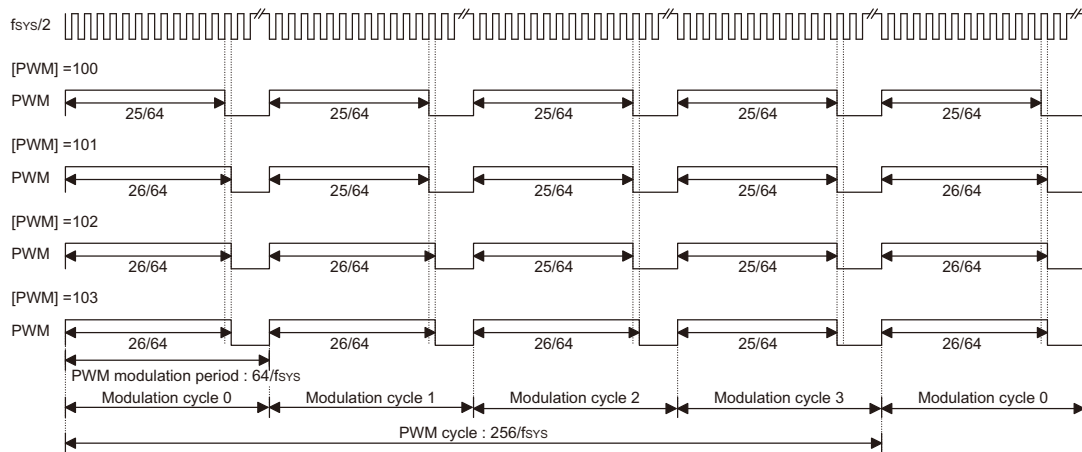 fSYS/2
[PWM] =100
PWM
25/64 25/64 25/64 25/64 25/64
[PWM] =101
PWM
26/64 25/64 25/64 25/64 26/64
[PWM] =102
PWM
26/64 26/64 25/64 25/64 26/64
[PWM] =103
PWM
26/64 26/64 26/64 25/64 26/64
PWM modulation period : 64/fSYS
Modulation cycle 0 Modulation cycle 1 Modulation cycle 2 Modulation cycle 3 Modulation cycle 0
PWM cycle : 256/fSYS